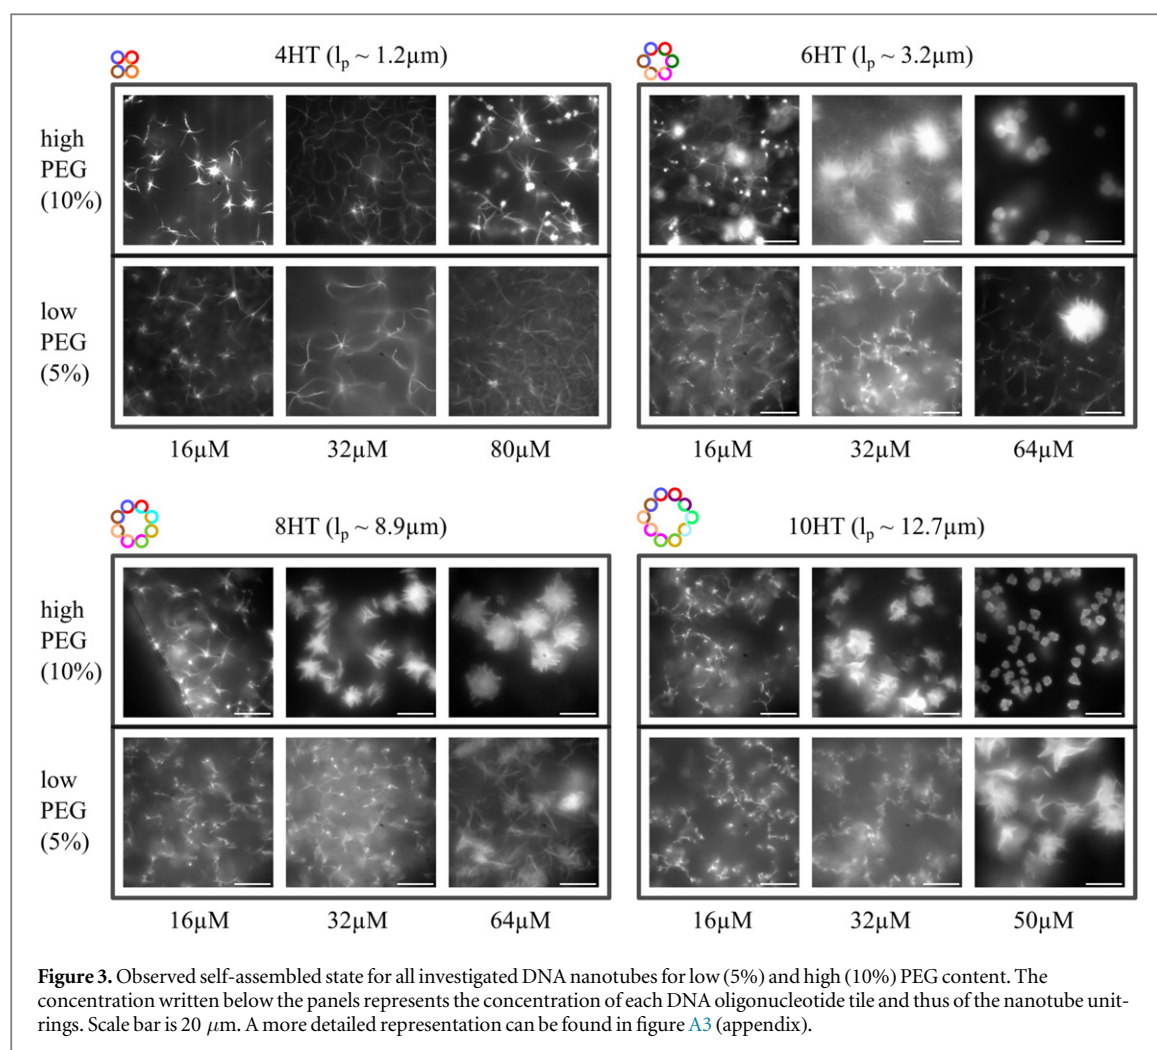 4HT (lp ~ 1.2µm)
high
PEG
(10%)
low
PEG
(5%)
16µM 32µM 80µM
6HT (lp ~ 3.2µm)
16µM 32µM 64µM
8HT (lp ~ 8.9µm)
high
PEG
(10%)
low
PEG
(5%)
16µM 32µM 64µM
10HT (lp ~ 12.7µm)
16µM 32µM 50µM
Figure 3. Observed self-assembled state for all investigated DNA nanotubes for low (5%) and high (10%) PEG content. The
concentration written below the panels represents the concentration of each DNA oligonucleotide tile and thus of the nanotube unit-
rings. Scale bar is 20 μm. A more detailed representation can be found in figure A3 (appendix).